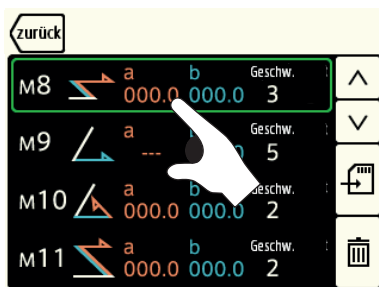 zurück
M8 a b Geschw.
000.0 000.0 3
M9 a Geschw.
--- 5
M10 a b Geschw.
000.0 000.0 2
M11 a b Geschw.
000.0 000.0 2